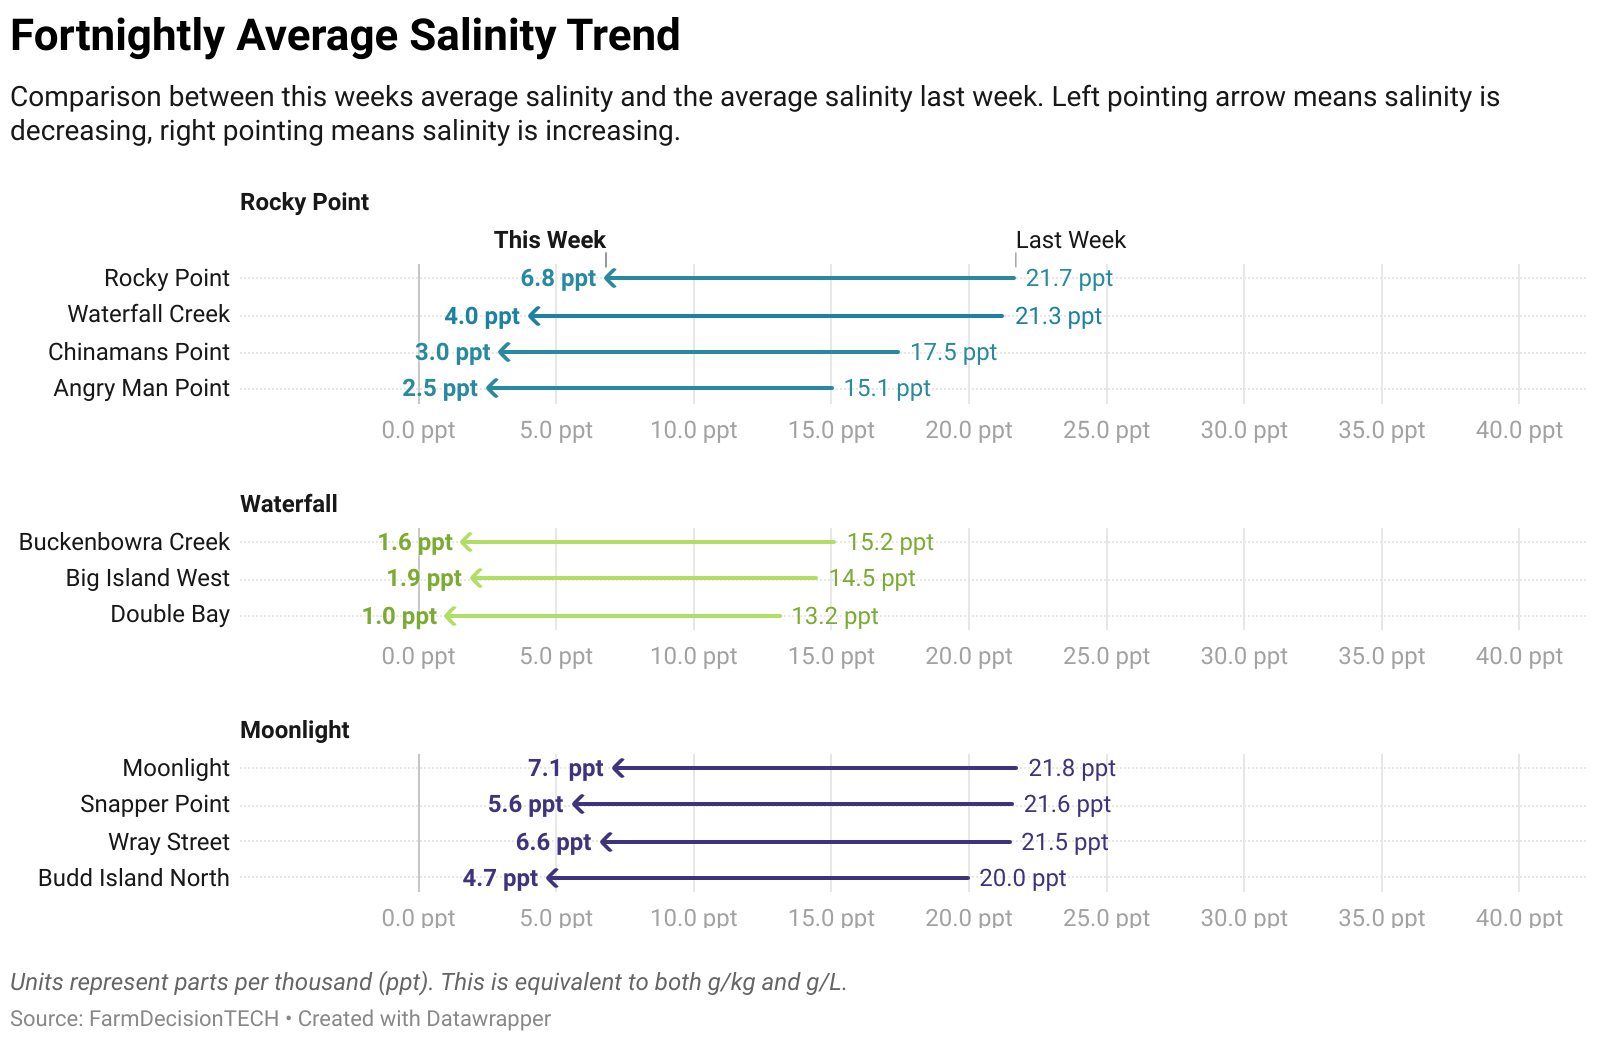 Fortnightly Average Salinity Trend
Comparison between this weeks average salinity and the average salinity last week. Left pointing arrow means salinity is
decreasing, right pointing means salinity is increasing.
Rocky Point
This Week Last Week
Rocky Point 6.8 ppt 21.7 ppt
Waterfall Creek 4.0 ppt 21.3 ppt
Chinamans Point 3.0 ppt 17.5 ppt
Angry Man Point 2.5 ppt 15.1 ppt
0.0 ppt 5.0 ppt 10.0 ppt 15.0 ppt 20.0 ppt 25.0 ppt 30.0 ppt 35.0 ppt 40.0 ppt
Waterfall
Buckenbowra Creek 1.6 ppt 15.2 ppt
Big Island West 1.9 ppt 14.5 ppt
Double Bay 1.0 ppt 13.2 ppt
0.0 ppt 5.0 ppt 10.0 ppt 15.0 ppt 20.0 ppt 25.0 ppt 30.0 ppt 35.0 ppt 40.0 ppt
Moonlight
Moonlight 7.1 ppt 21.8 ppt
Snapper Point 5.6 ppt 21.6 ppt
Wray Street 6.6 ppt 21.5 ppt
Budd Island North 4.7 ppt 20.0 ppt
0.0 ppt 5.0 ppt 10.0 ppt 15.0 ppt 20.0 ppt 25.0 ppt 30.0 ppt 35.0 ppt 40.0 ppt
Units represent parts per thousand (ppt). This is equivalent to both g/kg and g/L.
Source: FarmDecisionTECH • Created with Datawrapper